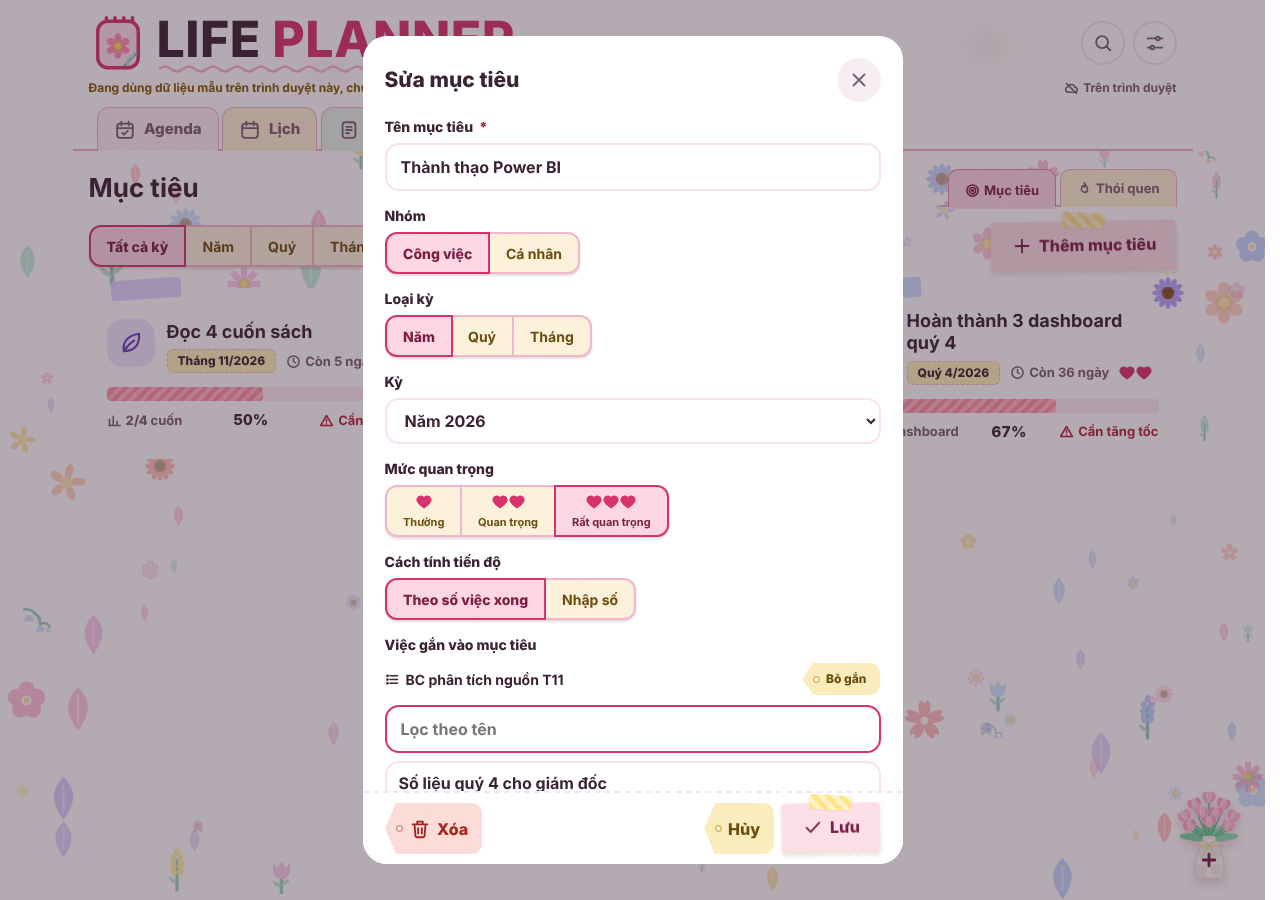 LIFE PLANNER
Đang dùng dữ liệu mẫu trên trình duyệt này,
Trên trình duyệt
Agenda
Lịch
Mục tiêu
Mục tiêu
Thói quen
Tất cả kỳ
Năm
Quý
Thêm mục tiêu
Đọc 4 cuốn sách
Tháng 11/2026
Còn 5
2/4 cuốn
50%
Cần
Hoàn thành 3 dashboard
quý 4
Quý 4/2026
Còn 36 ngày
67%
Cần tăng tốc
Sửa mục tiêu
Tên mục tiêu *
Thành thạo Power BI
Nhóm
Công việc
Cá nhân
Loại kỳ
Năm
Quý
Tháng
Kỳ
Năm 2026
Mức quan trọng
Thường
Quan trọng
Rất quan trọng
Cách tính tiến độ
Theo số việc xong
Nhập số
Việc gắn vào mục tiêu
BC phân tích nguồn T11
Bỏ gắn
Lọc theo tên
Số liệu quý 4 cho giám đốc
Xóa
Hủy
Lưu